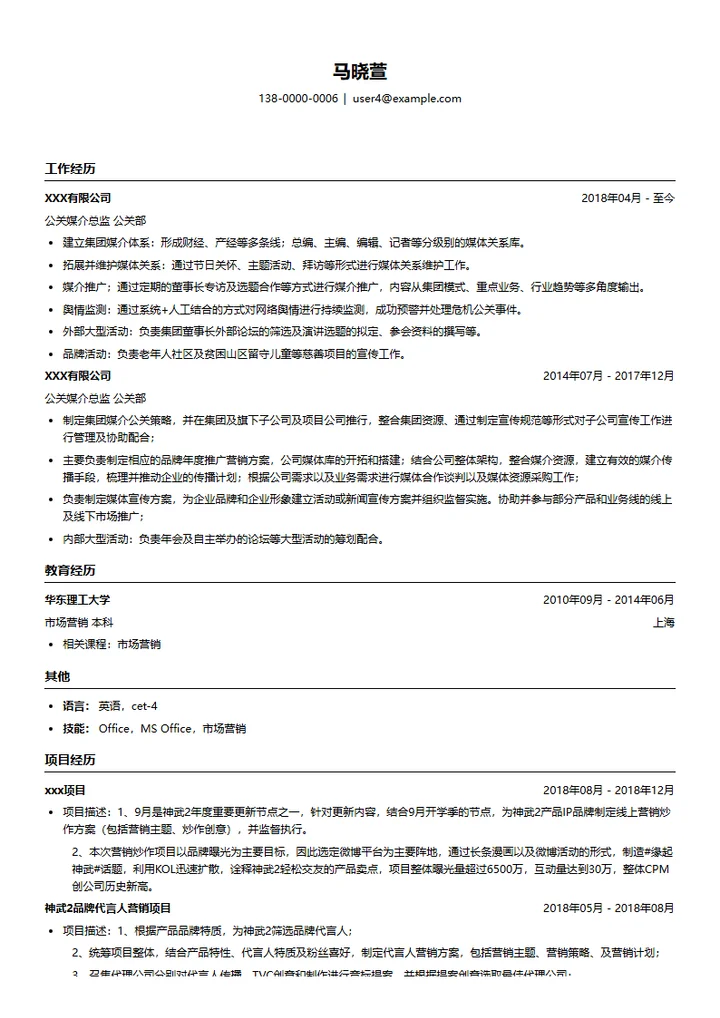 马晓萱
138-0000-0006 | user4@example.com
工作经历
XXX有限公司 2018年04月 - 至今
公关媒介总监 公关部
• 建立集团媒介体系：形成财经、产经等多条线；总编、主编、编辑、记者等分级别的媒体关系库。
• 拓展并维护媒体关系：通过节日关怀、主题活动、拜访等形式进行媒体关系维护工作。
• 媒介推广；通过定期的董事长专访及选题合作等方式进行媒介推广，内容从集团模式、重点业务、行业趋势等多角度输出。
• 舆情监测：通过系统+人工结合的方式对网络舆情进行持续监测，成功预警并处理危机公关事件。
• 外部大型活动：负责集团董事长外部论坛的筛选及演讲选题的拟定、参会资料的撰写等。
• 品牌活动：负责老年人社区及贫困山区留守儿童等慈善项目的宣传工作。
XXX有限公司 2014年07月 - 2017年12月
公关媒介总监 公关部
• 制定集团媒介公关策略，并在集团及旗下子公司及项目公司推行，整合集团资源、通过制定宣传规范等形式对子公司宣传工作进
行管理及协助配合；
• 主要负责制定相应的品牌年度推广营销方案，公司媒体库的开拓和搭建；结合公司整体架构，整合媒介资源，建立有效的媒介传
播手段，梳理并推动企业的传播计划；根据公司需求以及业务需求进行媒体合作谈判以及媒体资源采购工作；
• 负责制定媒体宣传方案，为企业品牌和企业形象建立活动或新闻宣传方案并组织监督实施。协助并参与部分产品和业务线的线上
及线下市场推广；
• 内部大型活动：负责年会及自主举办的论坛等大型活动的筹划配合。
教育经历
华东理工大学 2010年09月 - 2014年06月
市场营销 本科 上海
• 相关课程：市场营销
其他
• 语言： 英语，cet-4
• 技能： Office，MS Office，市场营销
项目经历
xxx项目 2018年08月 - 2018年12月
• 项目描述：1、9月是神武2年度重要更新节点之一，针对更新内容，结合9月开学季的节点，为神武2产品IP品牌制定线上营销炒
作方案（包括营销主题、炒作创意），并监督执行。
2、本次营销炒作项目以品牌曝光为主要目标，因此选定微博平台为主要阵地，通过长条漫画以及微博活动的形式，制造#缘起
神武#话题，利用KOL迅速扩散，诠释神武2轻松交友的产品卖点，项目整体曝光量超过6500万，互动量达到30万，整体CPM
创公司历史新高。
神武2品牌代言人营销项目 2018年05月 - 2018年08月
• 项目描述：1、根据产品品牌特质，为神武2筛选品牌代言人；
2、统筹项目整体，结合产品特性、代言人特质及粉丝喜好，制定代言人营销方案，包括营销主题、营销策略、及营销计划；
3、召集代理公司分别对代言人传播、TVC创意和制作进行竞标提案，并根据提案创意选取最佳代理公司；